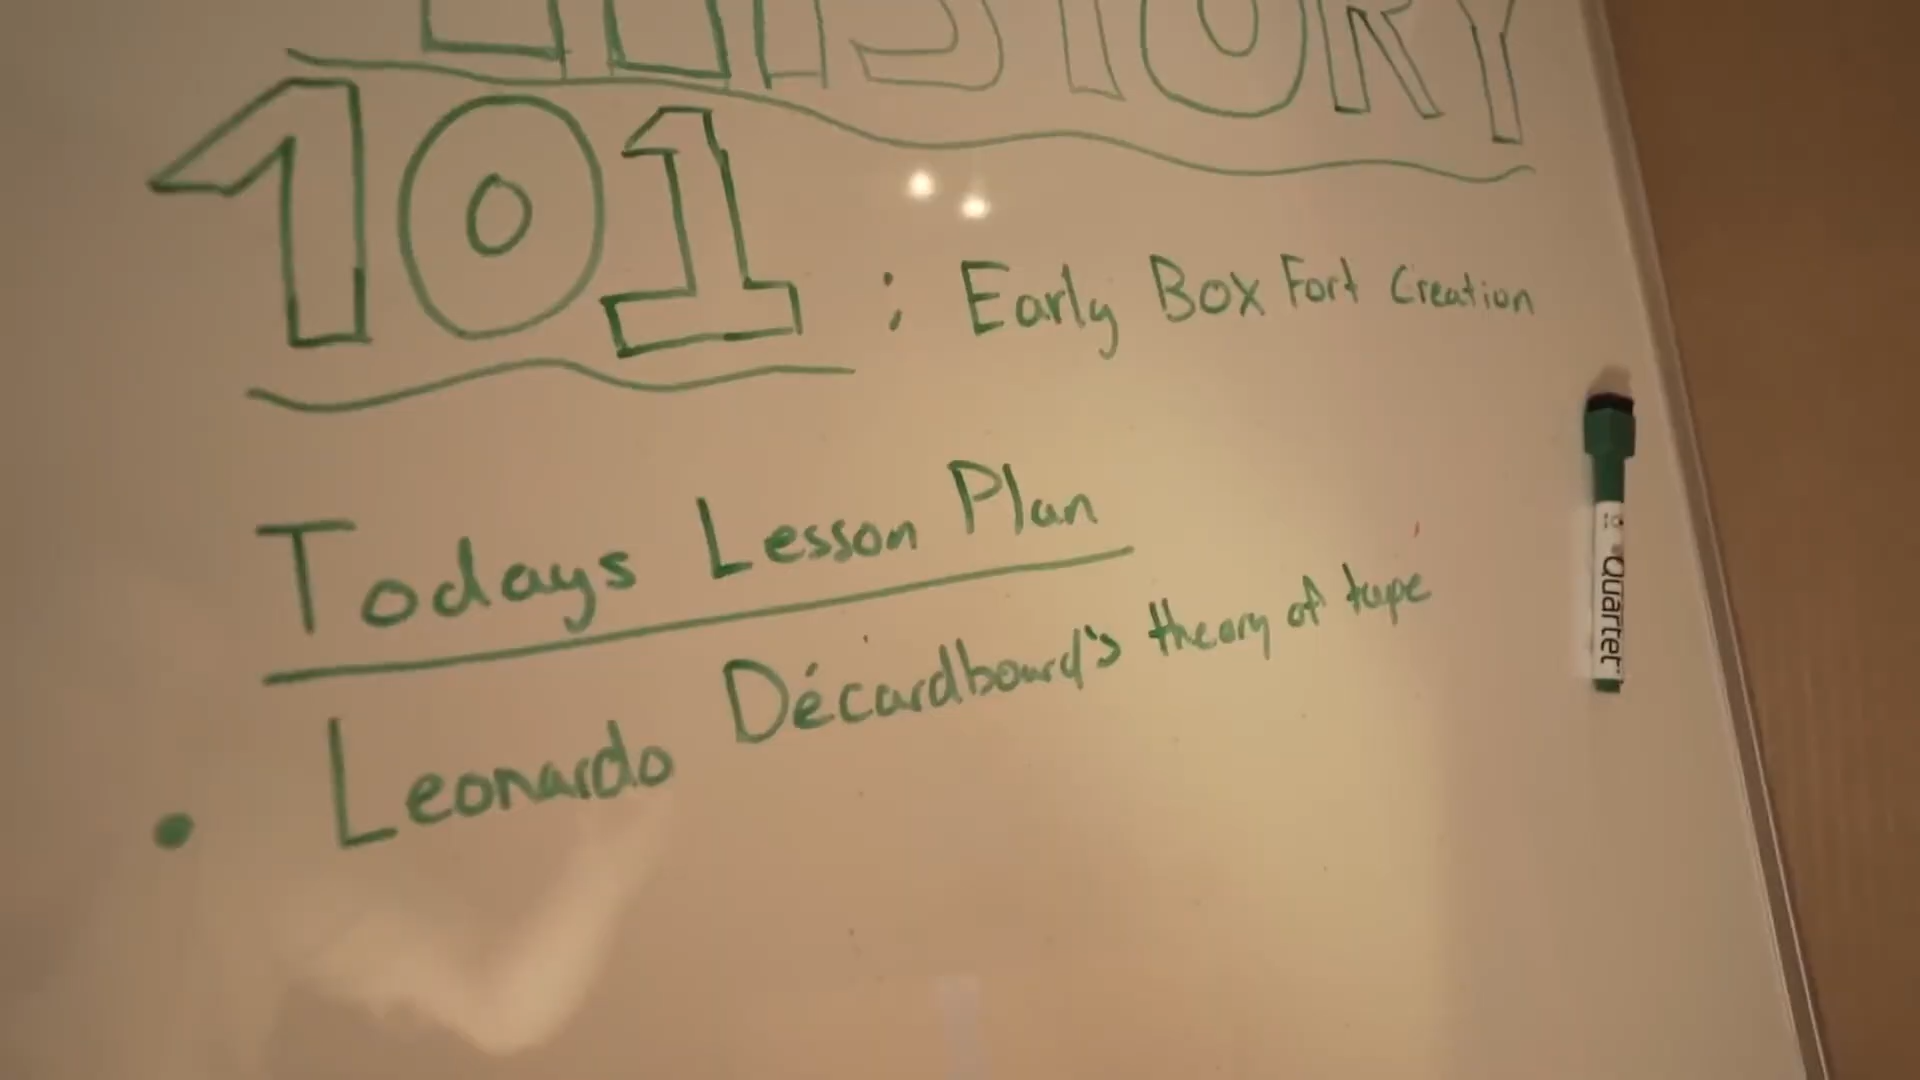 HISTORY
101 : Early Box Fort Creation
Todays Lesson Plan
• Leonardo Décardboard's theory of tape
Quartet